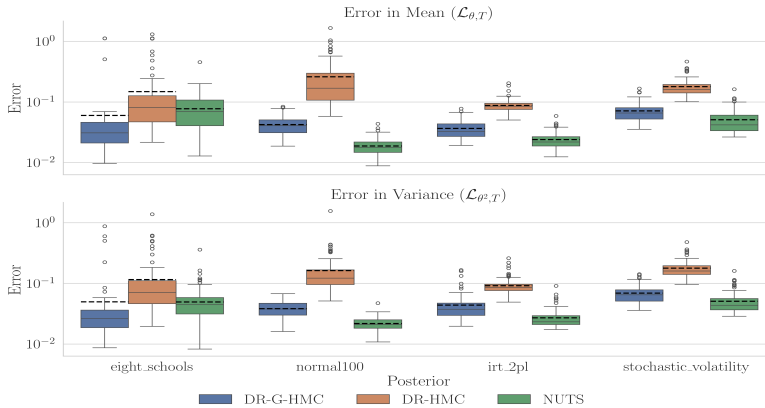 Error in Mean (𝓛θ,T)
10⁰
10⁻¹
10⁻²
Error
Error in Variance (𝓛θ²,T)
10⁰
10⁻¹
10⁻²
Error
eight_schools normal100 irt_2pl stochastic_volatility
Posterior
DR-G-HMC DR-HMC NUTS